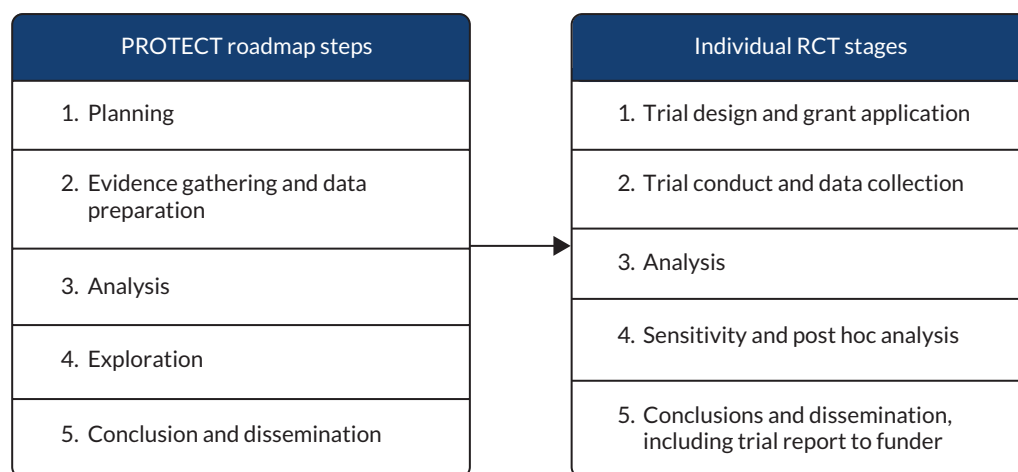 PROTECT roadmap steps
1. Planning
2. Evidence gathering and data
preparation
3. Analysis
4. Exploration
5. Conclusion and dissemination
Individual RCT stages
1. Trial design and grant application
2. Trial conduct and data collection
3. Analysis
4. Sensitivity and post hoc analysis
5. Conclusions and dissemination,
including trial report to funder